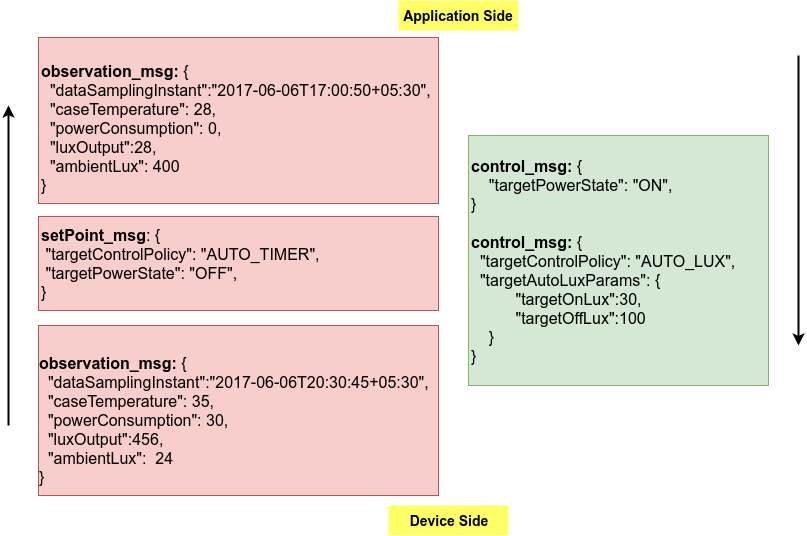 Application Side
observation_msg: {
"dataSamplingInstant":"2017-06-06T17:00:50+05:30",
"caseTemperature": 28,
"powerConsumption": 0,
"luxOutput":28,
"ambientLux": 400
}
setPoint_msg: {
"targetControlPolicy": "AUTO_TIMER",
"targetPowerState": "OFF",
}
observation_msg: {
"dataSamplingInstant":"2017-06-06T20:30:45+05:30",
"caseTemperature": 35,
"powerConsumption": 30,
"luxOutput":456,
"ambientLux":  24
}
control_msg: {
"targetPowerState": "ON",
}
control_msg: {
"targetControlPolicy": "AUTO_LUX",
"targetAutoLuxParams": {
"targetOnLux":30,
"targetOffLux":100
}
}
Device Side